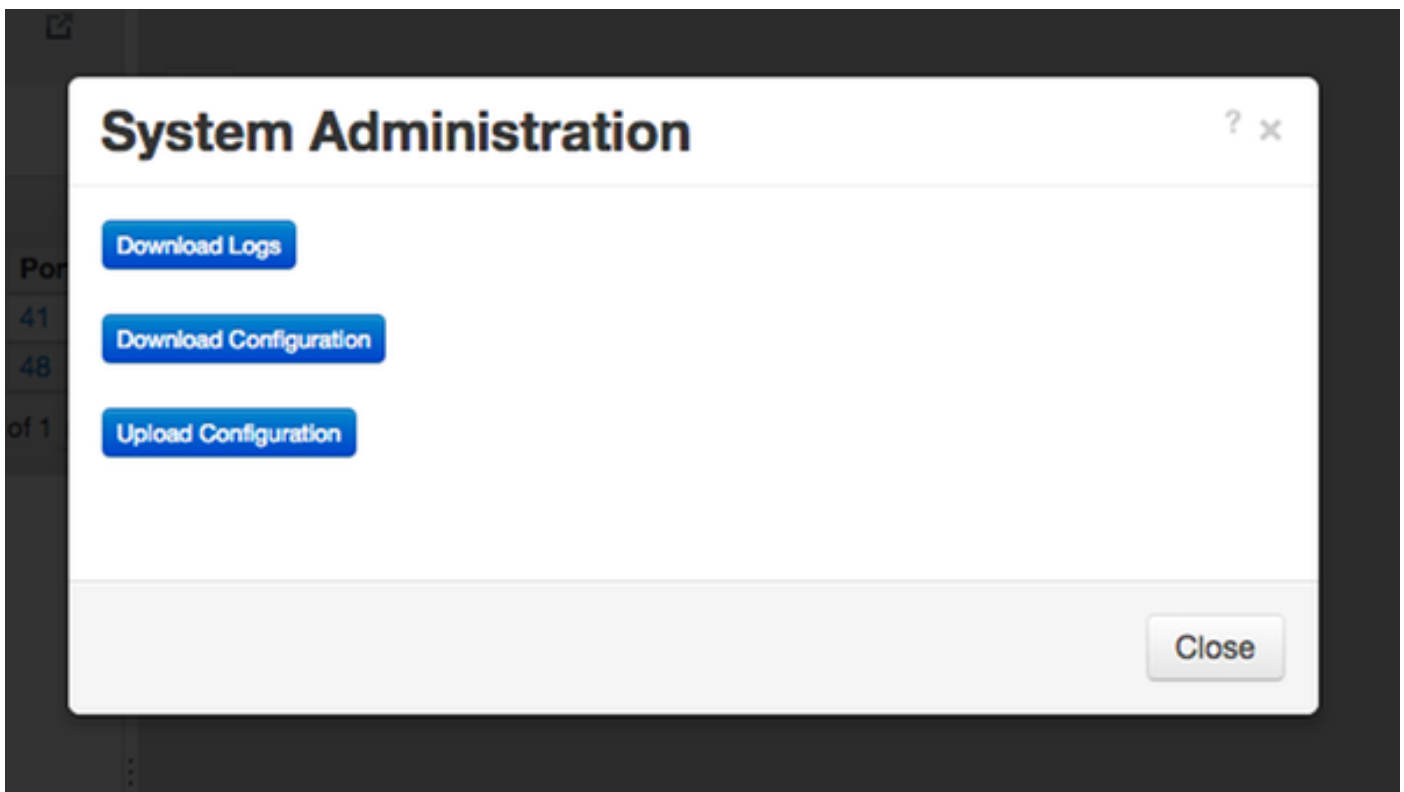 System Administration
? ×
Download Logs
Por
41
Download Configuration
48
of 1
Upload Configuration
Close